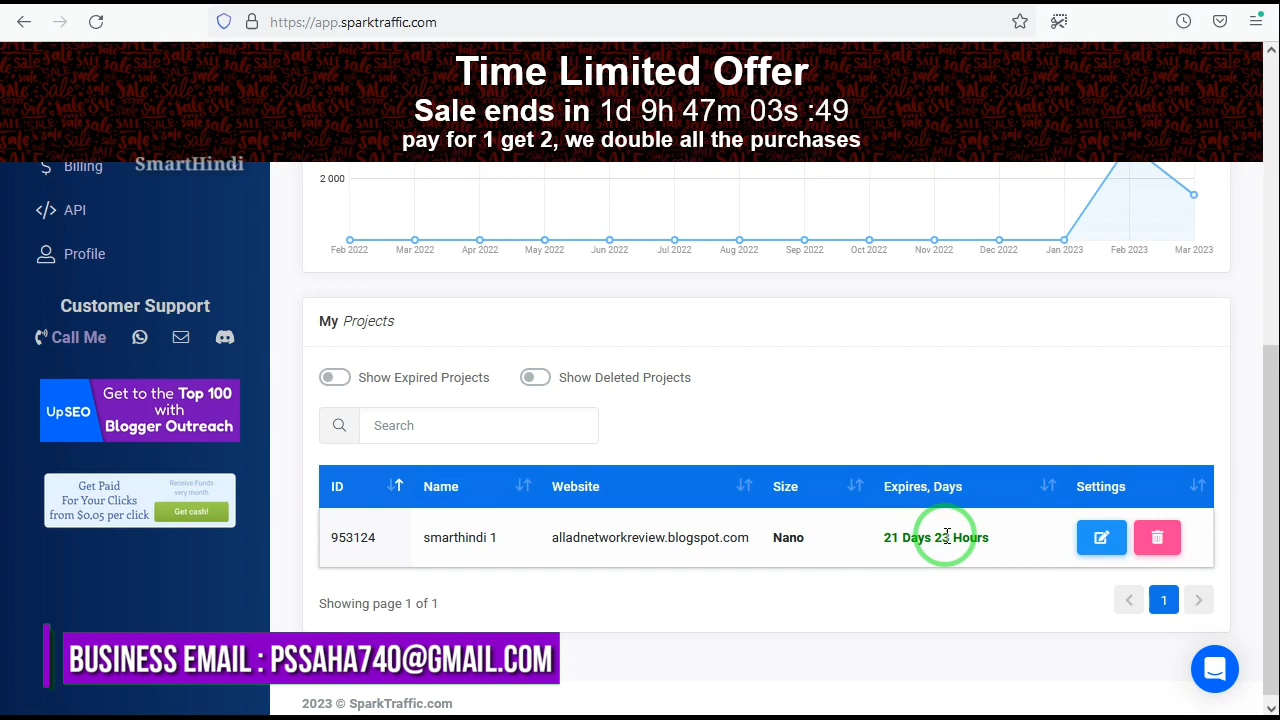 https://app.sparktraffic.com
Time Limited Offer
Sale ends in 1d 9h 47m 03s :49
pay for 1 get 2, we double all the purchases
Billing
SmartHindi
API
Profile
Customer Support
Call Me
UpSEO
Get to the Top 100
with
Blogger Outreach
Get Paid
For Your Clicks
from $0,05 per click
Receive Funds
very month
Get cash!
2 000
Feb 2022 Mar 2022 Apr 2022 May 2022 Jun 2022 Jul 2022 Aug 2022 Sep 2022 Oct 2022 Nov 2022 Dec 2022 Jan 2023 Feb 2023 Mar 2023
My Projects
Show Expired Projects Show Deleted Projects
Search
ID Name Website Size Expires, Days Settings
953124 smarthindi 1 alladnetworkreview.blogspot.com Nano 21 Days 23 Hours
Showing page 1 of 1
1
BUSINESS EMAIL : PSSAHA740@GMAIL.COM
2023 © SparkTraffic.com